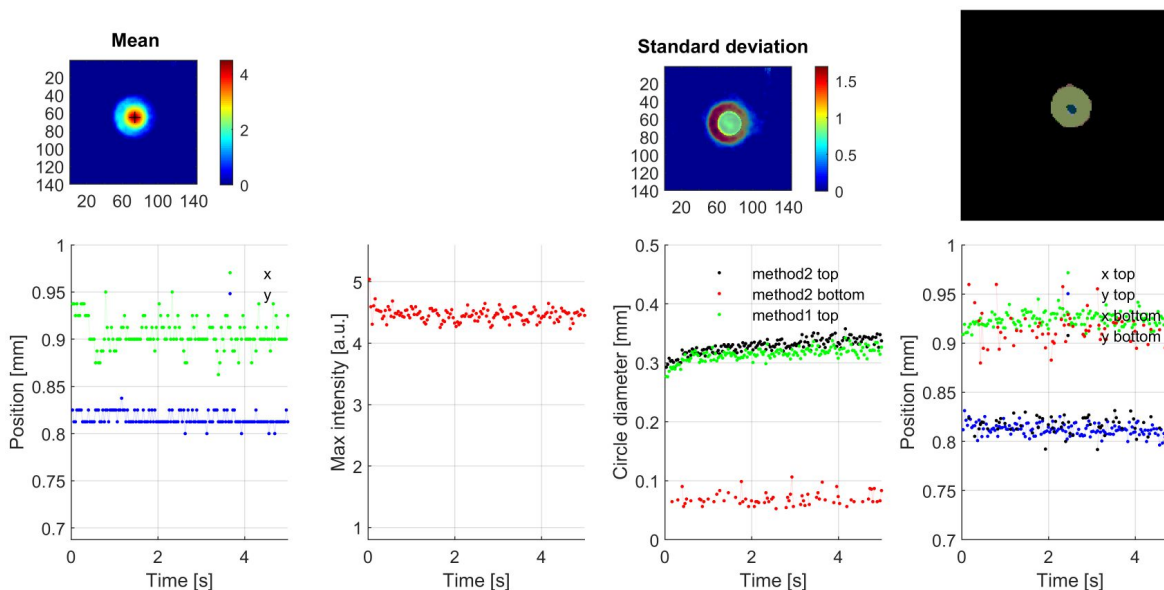 Mean
20
40
60
80
100
120
140
20 60 100 140
4
2
0
Standard deviation
20
40
60
80
100
120
140
20 60 100 140
1.5
1
0.5
0
1
0.95
0.9
0.85
0.8
0.75
0.7
0 2 4
Position [mm]
Time [s]
x
y
5
4
3
2
1
0 2 4
Max intensity [a.u.]
Time [s]
0.5
0.4
0.3
0.2
0.1
0
0 2 4
Circle diameter [mm]
Time [s]
method2 top
method2 bottom
method1 top
1
0.95
0.9
0.85
0.8
0.75
0.7
0 2 4
Position [mm]
Time [s]
x top
y top
x bottom
y bottom